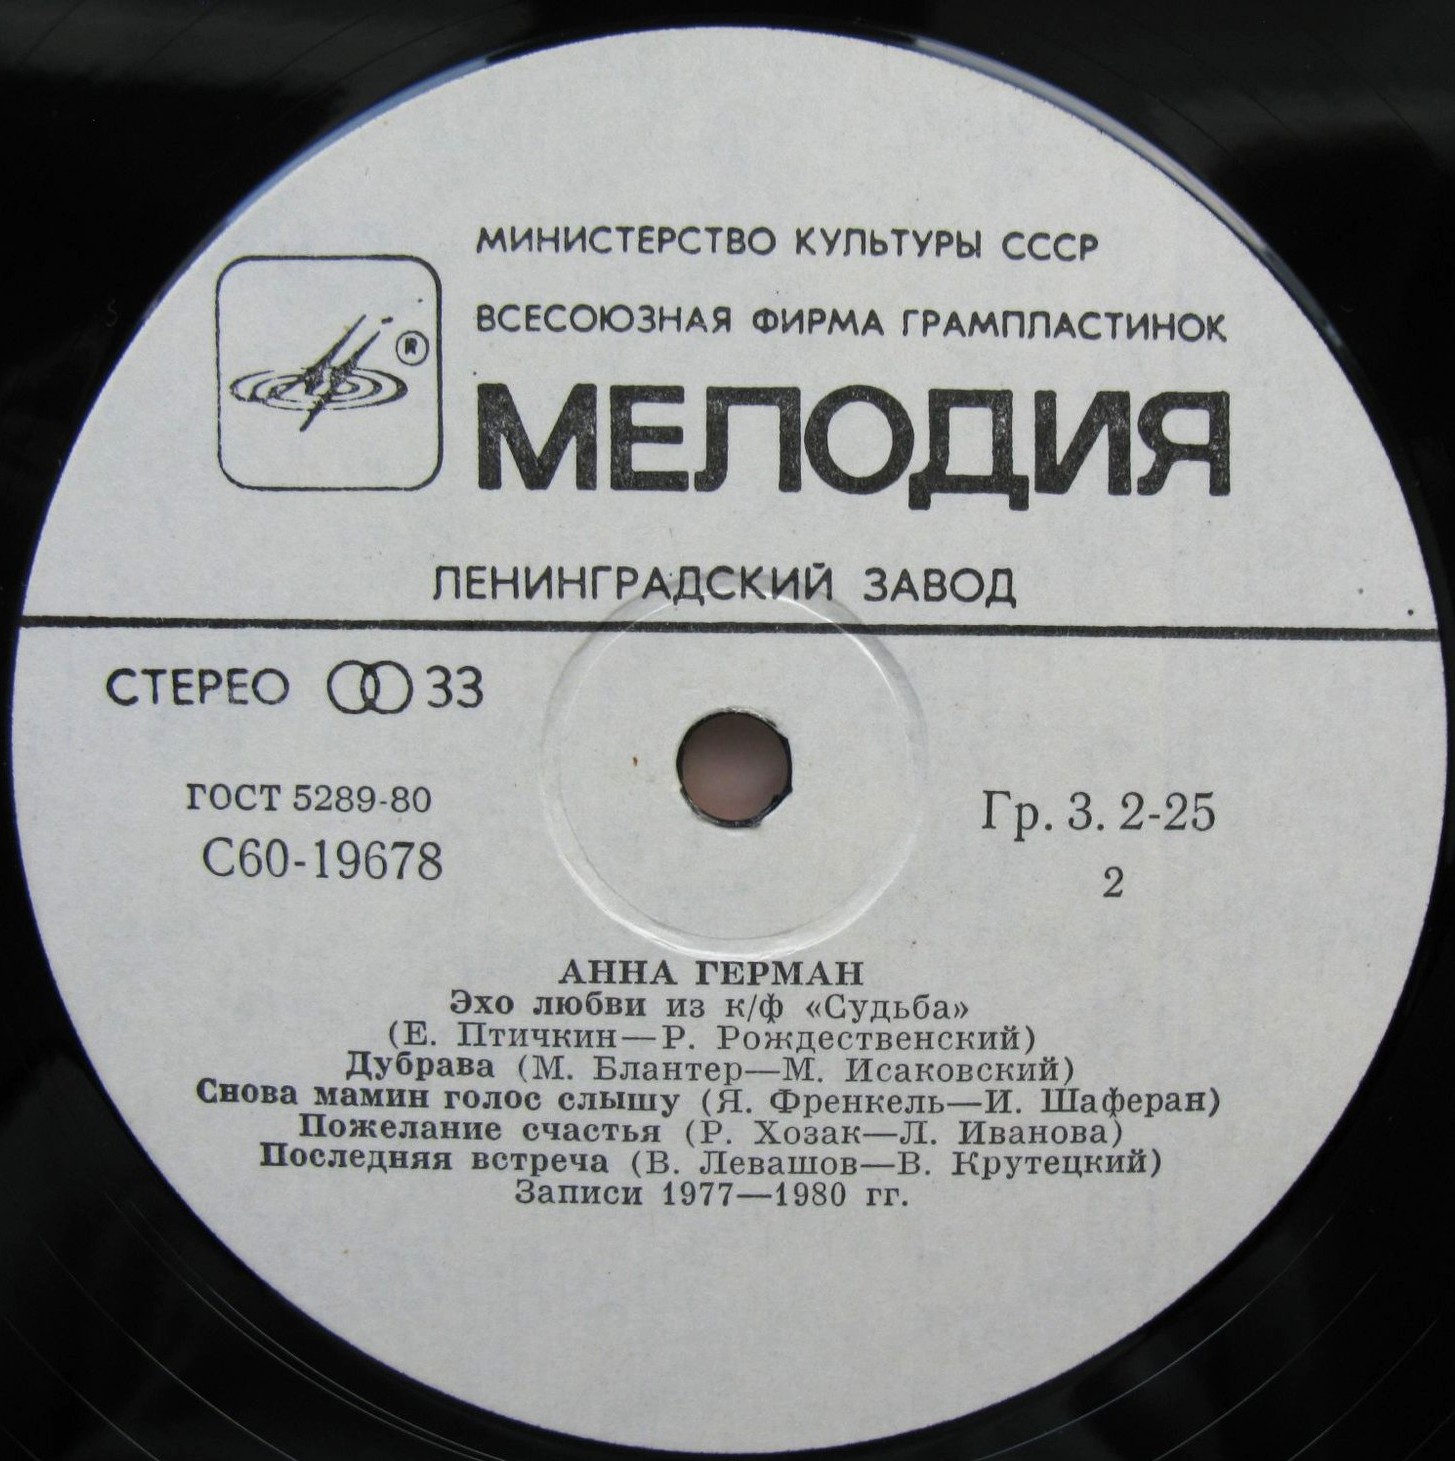 МИНИСТЕРСТВО КУЛЬТУРЫ СССР
ВСЕСОЮЗНАЯ ФИРМА ГРАМПЛАСТИНОК
®
МЕЛОДИЯ
ЛЕНИНГРАДСКИЙ ЗАВОД
СТЕРЕО 33
ГОСТ 5289-80
С60-19678
Гр. 3. 2-25
2
АННА ГЕРМАН
Эхо любви из к/ф «Судьба»
(Е. Птичкин—Р. Рождественский)
Дубрава (М. Блантер—М. Исаковский)
Снова мамин голос слышу (Я. Френкель—И. Шаферан)
Пожелание счастья (Р. Хозак—Л. Иванова)
Последняя встреча (В. Левашов—В. Крутецкий)
Записи 1977—1980 гг.